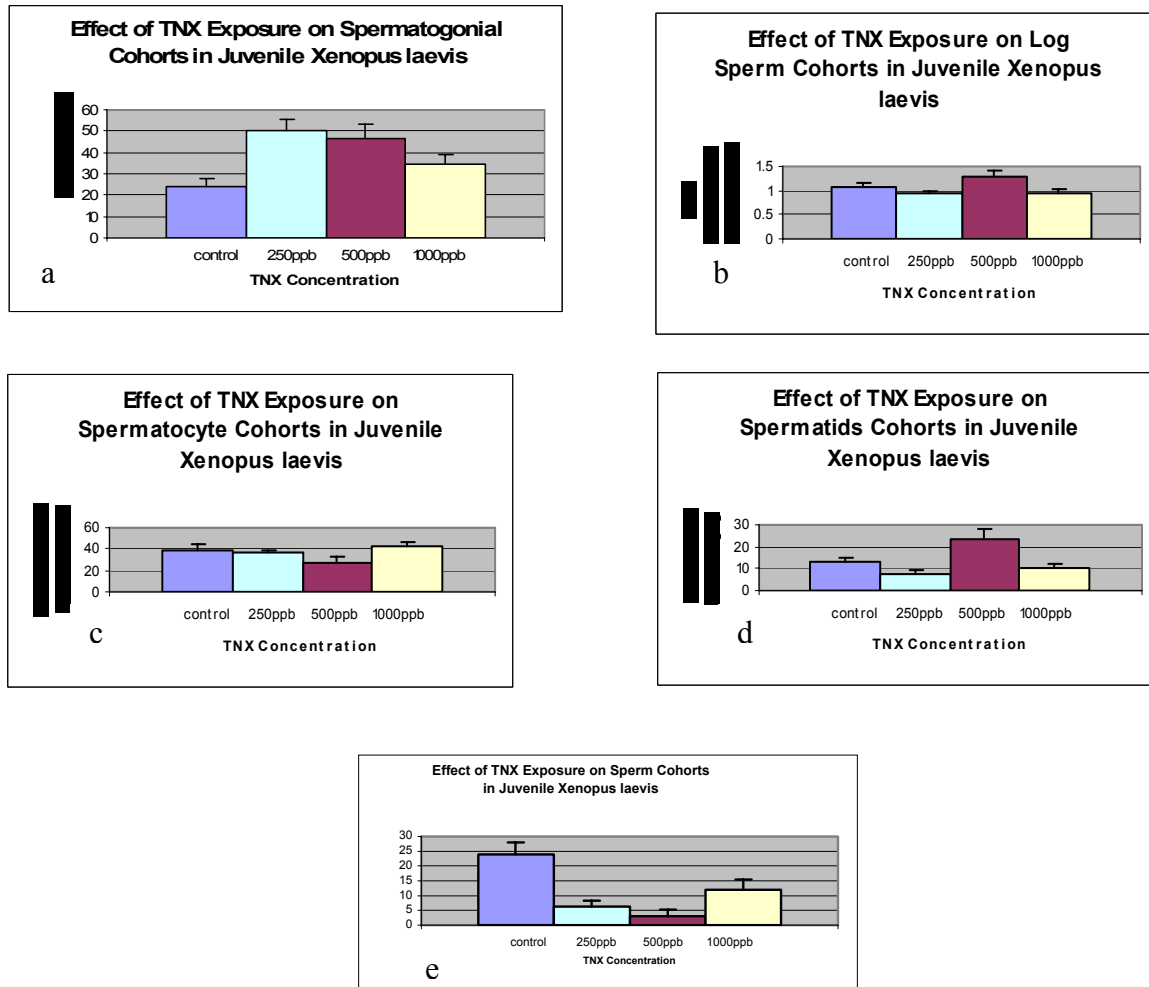 Effect of TNX Exposure on Spermatogonial
Cohorts in Juvenile Xenopus laevis
60
50
40
30
20
10
0
control 250ppb 500ppb 1000ppb
TNX Concentration
a
Effect of TNX Exposure on Log
Sperm Cohorts in Juvenile Xenopus
laevis
1.5
1
0.5
0
control 250ppb 500ppb 1000ppb
TNX Concentration
b
Effect of TNX Exposure on
Spermatocyte Cohorts in Juvenile
Xenopus laevis
60
40
20
0
control 250ppb 500ppb 1000ppb
TNX Concentration
c
Effect of TNX Exposure on
Spermatids Cohorts in Juvenile
Xenopus laevis
30
20
10
0
control 250ppb 500ppb 1000ppb
TNX Concentration
d
Effect of TNX Exposure on Sperm Cohorts
in Juvenile Xenopus laevis
30
25
20
15
10
5
0
control 250ppb 500ppb 1000ppb
TNX Concentration
e